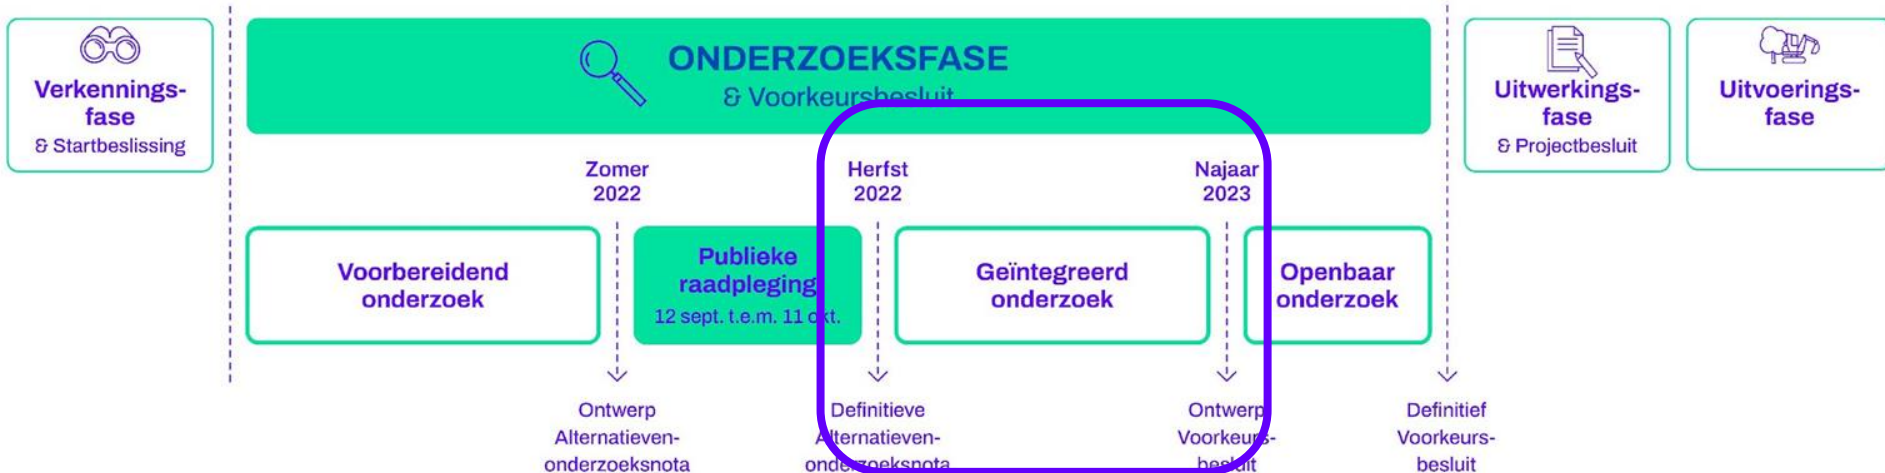 Verkennings-
fase
& Startbeslissing
ONDERZOEKSFASE
& Voorkeursbesluit
Uitwerkings-
fase
& Projectbesluit
Uitvoerings-
fase
Zomer
2022
Herfst
2022
Najaar
2023
Voorbereidend
onderzoek
Publieke
raadpleging
12 sept. t.e.m. 11 okt.
Geïntegreerd
onderzoek
Openbaar
onderzoek
Ontwerp
Alternatieven-
onderzoeksnota
Definitieve
Alternatieven-
onderzoeksnota
Ontwerp
Voorkeurs-
besluit
Definitief
Voorkeurs-
besluit